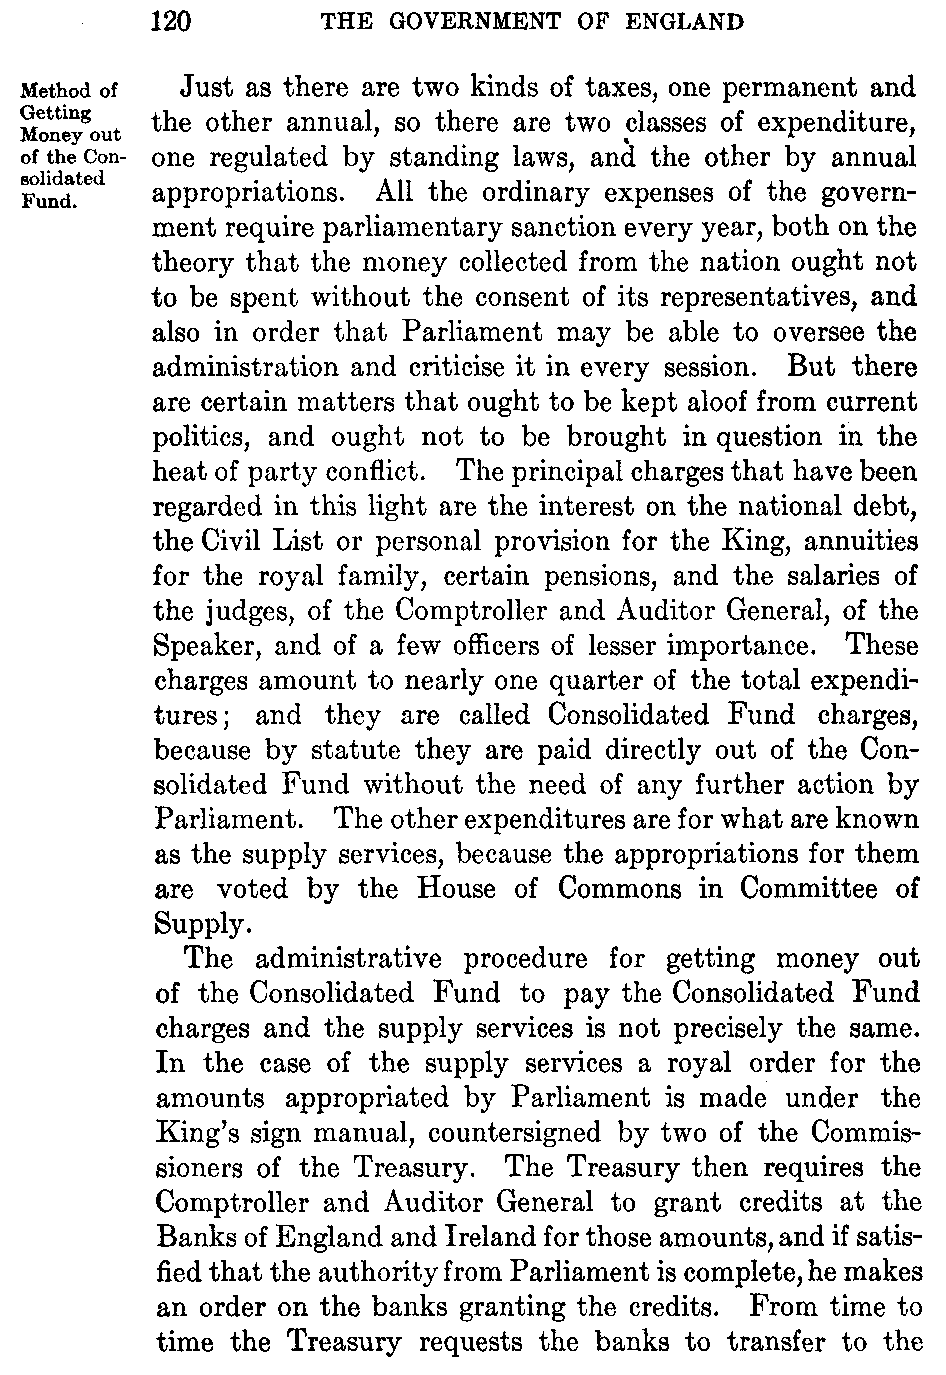 120 THE GOVERNMENT OF ENGLAND
Method of
Getting
Money out
of the Con-
solidated
Fund.
Just as there are two kinds of taxes, one permanent and
the other annual, so there are two classes of expenditure,
one regulated by standing laws, and the other by annual
appropriations. All the ordinary expenses of the govern-
ment require parliamentary sanction every year, both on the
theory that the money collected from the nation ought not
to be spent without the consent of its representatives, and
also in order that Parliament may be able to oversee the
administration and criticise it in every session. But there
are certain matters that ought to be kept aloof from current
politics, and ought not to be brought in question in the
heat of party conflict. The principal charges that have been
regarded in this light are the interest on the national debt,
the Civil List or personal provision for the King, annuities
for the royal family, certain pensions, and the salaries of
the judges, of the Comptroller and Auditor General, of the
Speaker, and of a few officers of lesser importance. These
charges amount to nearly one quarter of the total expendi-
tures; and they are called Consolidated Fund charges,
because by statute they are paid directly out of the Con-
solidated Fund without the need of any further action by
Parliament. The other expenditures are for what are known
as the supply services, because the appropriations for them
are voted by the House of Commons in Committee of
Supply.
The administrative procedure for getting money out
of the Consolidated Fund to pay the Consolidated Fund
charges and the supply services is not precisely the same.
In the case of the supply services a royal order for the
amounts appropriated by Parliament is made under the
King's sign manual, countersigned by two of the Commis-
sioners of the Treasury. The Treasury then requires the
Comptroller and Auditor General to grant credits at the
Banks of England and Ireland for those amounts, and if satis-
fied that the authority from Parliament is complete, he makes
an order on the banks granting the credits. From time to
time the Treasury requests the banks to transfer to the